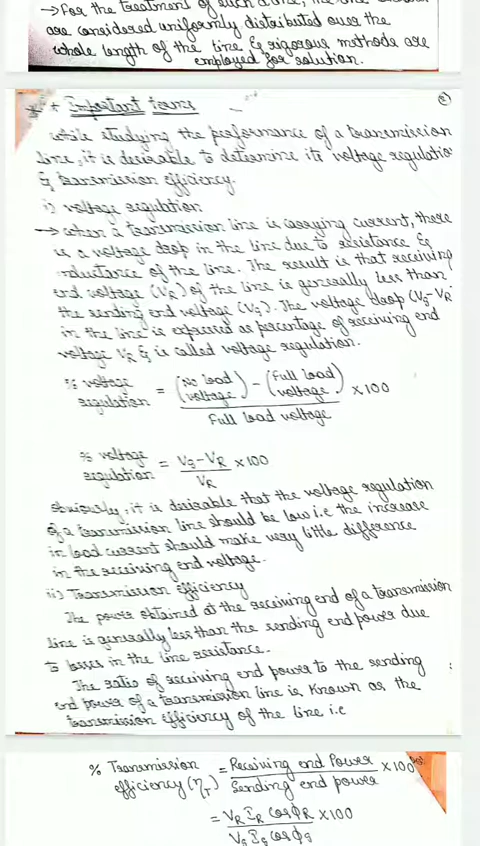 → For the treatment of such a line, the line
are considered uniformly distributed over the
whole length of the line & rigorous methods are
employed for solution.
②
* Important terms
while studying the performance of a transmission
line, it is desirable to determine its voltage regulatio
& transmission efficiency.
i) voltage regulation
→ when a transmission line is carrying current, there
is a voltage drop in the line due to resistance &
nductance of the line. The result is that receiving
end voltage (VR) of the line is generally less than
the sending end voltage (Vs). The voltage drop (Vs-VR
in the line is expressed as percentage of receiving end
voltage VR & is called voltage regulation.
% voltage regulation = (No load voltage) - (Full load voltage) × 100
Full load voltage
% voltage regulation = Vs-VR × 100
VR
Obviously, it is desirable that the voltage regulation
of a transmission line should be low i.e the increase
in load current should make very little difference
in the receiving end voltage.
ii) Transmission efficiency
The power obtained at the receiving end of a transmission
line is generally less than the sending end power due
to losses in the line resistance.
The ratio of receiving end power to the sending
end power of a transmission line is known as the
transmission efficiency of the line i.e
% Transmission efficiency (ηT) = Receiving end Power × 100
Sending end power
= VR IR CosΦR × 100
Vs Is cosΦs